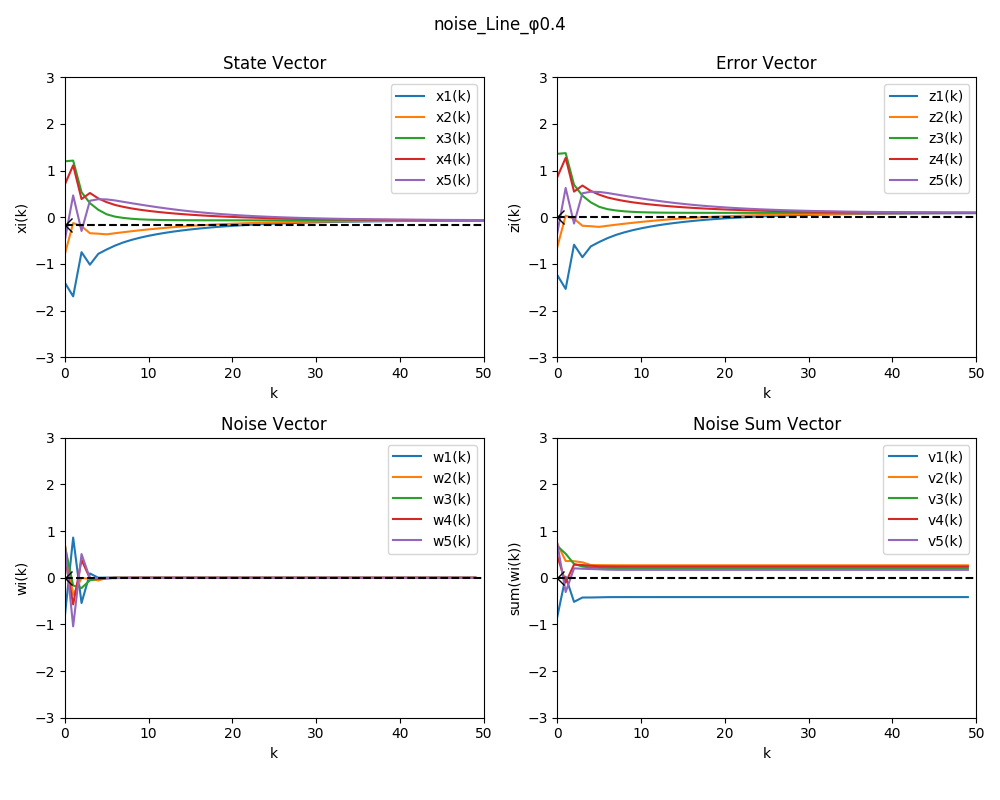 noise_Line_φ0.4
State Vector
3
2
1
0
−1
−2
−3
xi(k)
0
10
20
30
40
50
k
x1(k)
x2(k)
x3(k)
x4(k)
x5(k)
Error Vector
3
2
1
0
−1
−2
−3
zi(k)
0
10
20
30
40
50
k
z1(k)
z2(k)
z3(k)
z4(k)
z5(k)
Noise Vector
3
2
1
0
−1
−2
−3
wi(k)
0
10
20
30
40
50
k
w1(k)
w2(k)
w3(k)
w4(k)
w5(k)
Noise Sum Vector
3
2
1
0
−1
−2
−3
sum(wi(k))
0
10
20
30
40
50
k
v1(k)
v2(k)
v3(k)
v4(k)
v5(k)